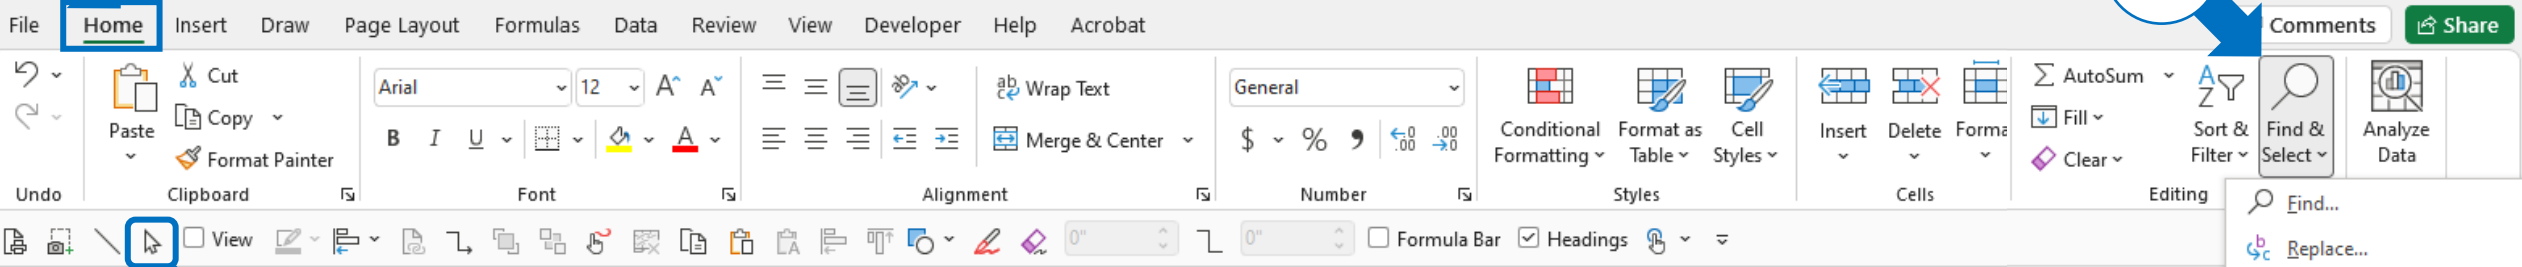 File Home Insert Draw Page Layout Formulas Data Review View Developer Help Acrobat Comments Share
Cut
Copy
Format Painter
Paste
Undo
Clipboard
Arial 12
B I U
Font
Wrap Text
Merge & Center
Alignment
General
$ %
Number
Conditional
Formatting
Format as
Table
Cell
Styles
Styles
Insert
Delete
Cells
AutoSum
Fill
Clear
Sort &
Filter
Find &
Select
Editing
Analyze
Data
Find...
Replace...
View
0"
0"
Formula Bar
Headings